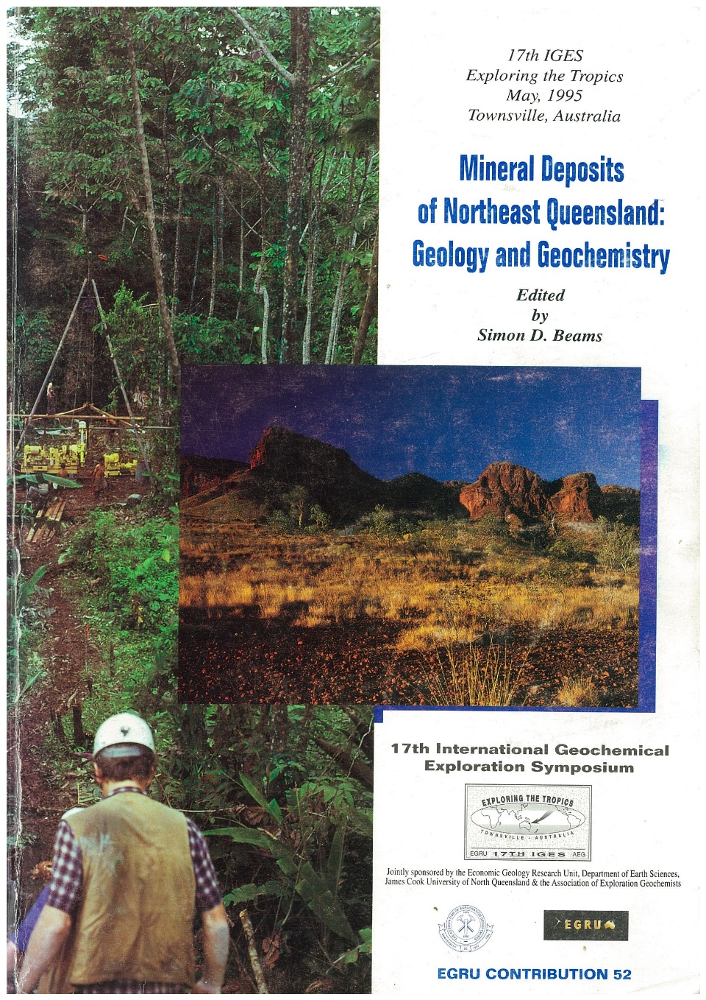 17th IGES
Exploring the Tropics
May, 1995
Townsville, Australia
Mineral Deposits
of Northeast Queensland:
Geology and Geochemistry
Edited
by
Simon D. Beams
17th International Geochemical
Exploration Symposium
EXPLORING THE TROPICS
TOWNSVILLE - AUSTRALIA
EGRU 17TH IGES AEG
Jointly sponsored by the Economic Geology Research Unit, Department of Earth Sciences,
James Cook University of North Queensland & the Association of Exploration Geochemists
EGRU
EGRU CONTRIBUTION 52